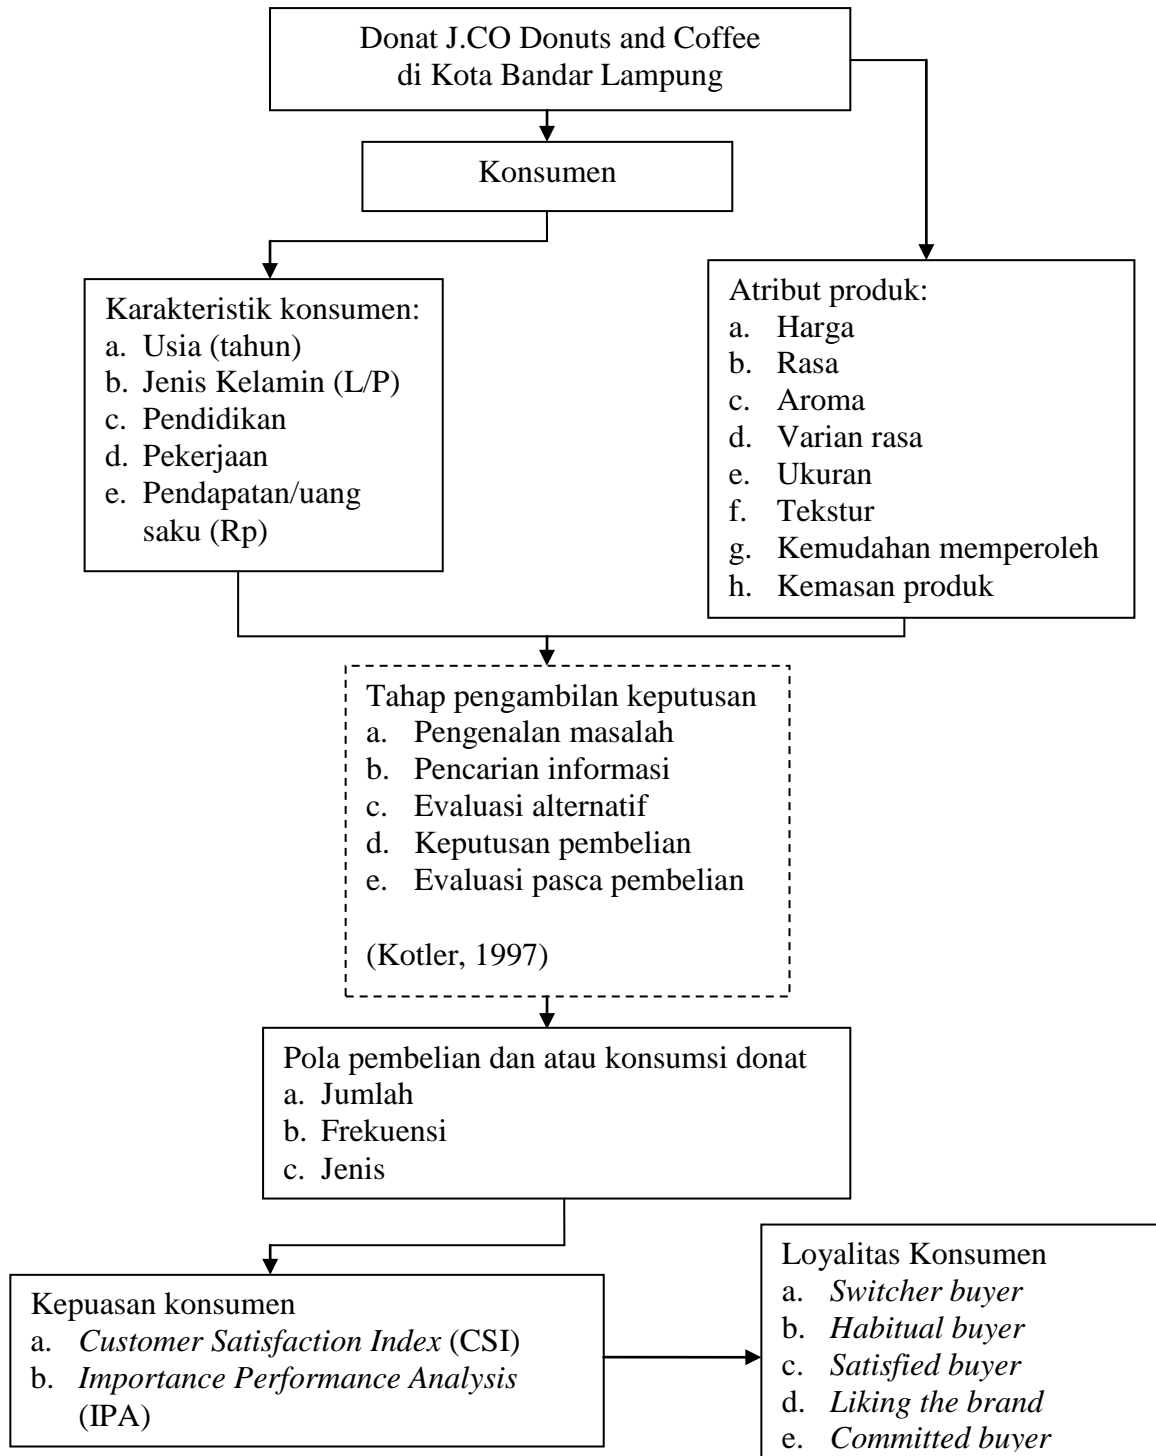 Donat J.CO Donuts and Coffee
di Kota Bandar Lampung
Konsumen
Karakteristik konsumen:
a. Usia (tahun)
b. Jenis Kelamin (L/P)
c. Pendidikan
d. Pekerjaan
e. Pendapatan/uang
saku (Rp)
Atribut produk:
a. Harga
b. Rasa
c. Aroma
d. Varian rasa
e. Ukuran
f. Tekstur
g. Kemudahan memperoleh
h. Kemasan produk
Tahap pengambilan keputusan
a. Pengenalan masalah
b. Pencarian informasi
c. Evaluasi alternatif
d. Keputusan pembelian
e. Evaluasi pasca pembelian
(Kotler, 1997)
Pola pembelian dan atau konsumsi donat
a. Jumlah
b. Frekuensi
c. Jenis
Kepuasan konsumen
a. Customer Satisfaction Index (CSI)
b. Importance Performance Analysis
(IPA)
Loyalitas Konsumen
a. Switcher buyer
b. Habitual buyer
c. Satisfied buyer
d. Liking the brand
e. Committed buyer